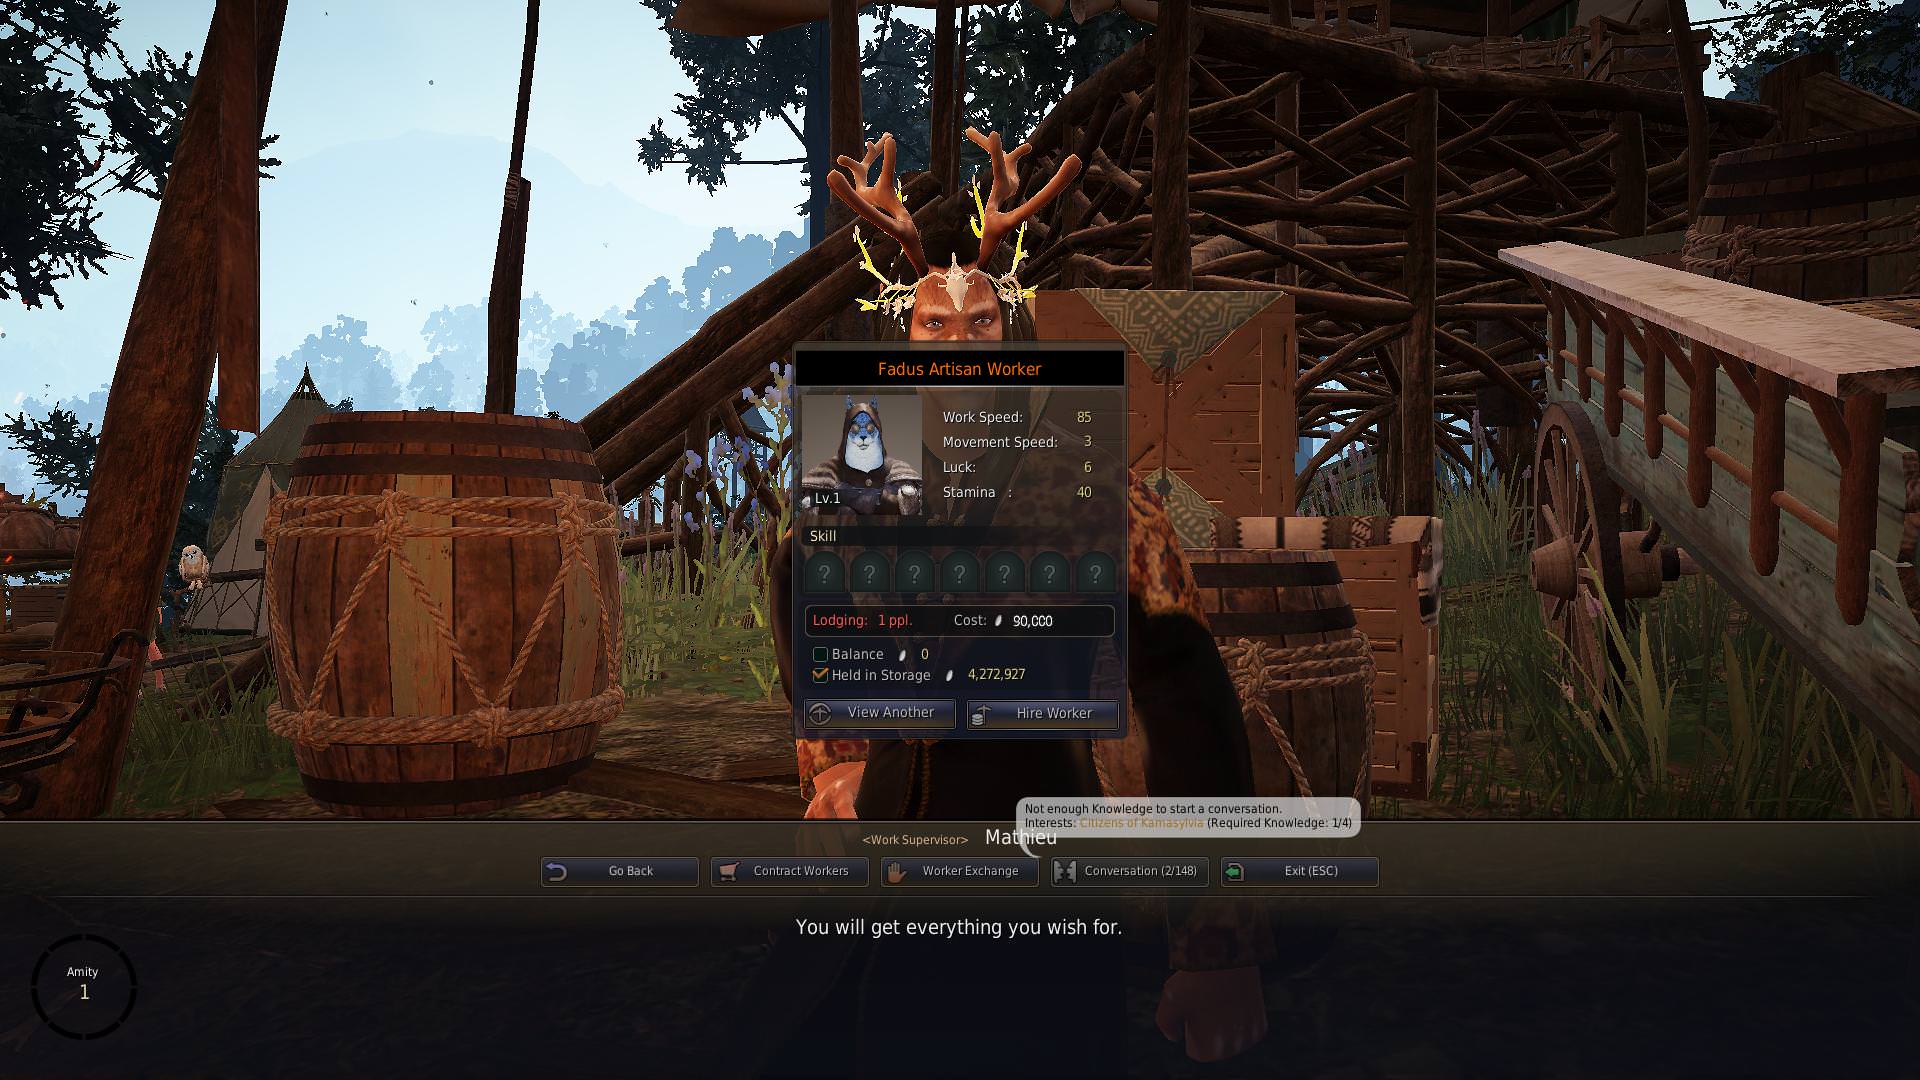 Fadus Artisan Worker
Work Speed: 85
Movement Speed: 3
Luck: 6
Stamina : 40
Lv.1
Skill
? ? ? ? ? ? ?
Lodging: 1 ppl. Cost: 90,000
Balance 0
Held in Storage 4,272,927
View Another Hire Worker
Not enough Knowledge to start a conversation.
Interests: Citizens of Kamasylvia (Required Knowledge: 1/4)
<Work Supervisor> Mathieu
Go Back Contract Workers Worker Exchange Conversation (2/148) Exit (ESC)
You will get everything you wish for.
Amity
1